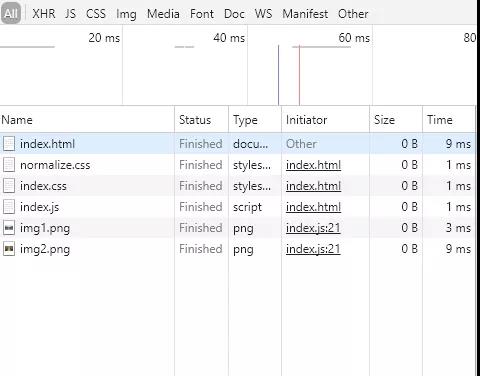 All XHR JS CSS Img Media Font Doc WS Manifest Other
20 ms 40 ms 60 ms 80
Name Status Type Initiator Size Time
index.html Finished docu... Other 0 B 9 ms
normalize.css Finished styles... index.html 0 B 1 ms
index.css Finished styles... index.html 0 B 1 ms
index.js Finished script index.html 0 B 1 ms
img1.png Finished png index.js:21 0 B 3 ms
img2.png Finished png index.js:21 0 B 9 ms